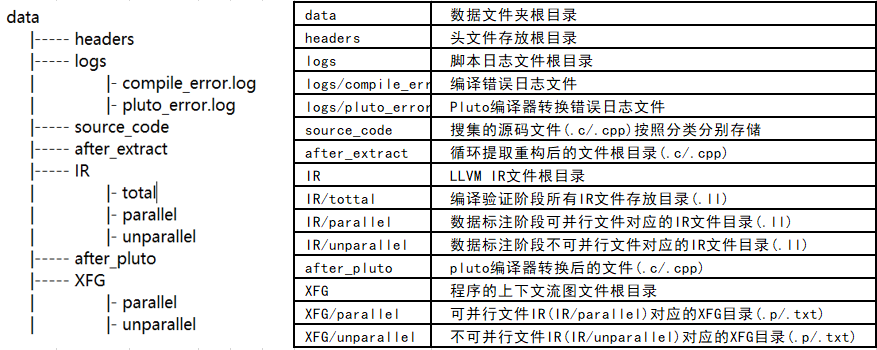 data
|----- headers
|----- logs
| |- compile_error.log
| |- pluto_error.log
|----- source_code
|----- after_extract
|----- IR
| |- total
| |- parallel
| |- unparallel
|----- after_pluto
|----- XFG
|- parallel
|- unparallel
data 数据文件夹根目录
headers 头文件存放根目录
logs 脚本日志文件根目录
logs/compile_err 编译错误日志文件
logs/pluto_error Pluto编译器转换错误日志文件
source_code 搜集的源码文件(.c/.cpp)按照分类分别存储
after_extract 循环提取重构后的文件根目录(.c/.cpp)
IR LLVM IR文件根目录
IR/tottal 编译验证阶段所有IR文件存放目录(.ll)
IR/parallel 数据标注阶段可并行文件对应的IR文件目录(.ll)
IR/unparallel 数据标注阶段不可并行文件对应的IR文件目录(.ll)
after_pluto pluto编译器转换后的文件(.c/.cpp)
XFG 程序的上下文流图文件根目录
XFG/parallel 可并行文件IR(IR/parallel)对应的XFG目录(.p/.txt)
XFG/unparallel 不可并行文件IR(IR/unparallel)对应的XFG目录(.p/.txt)